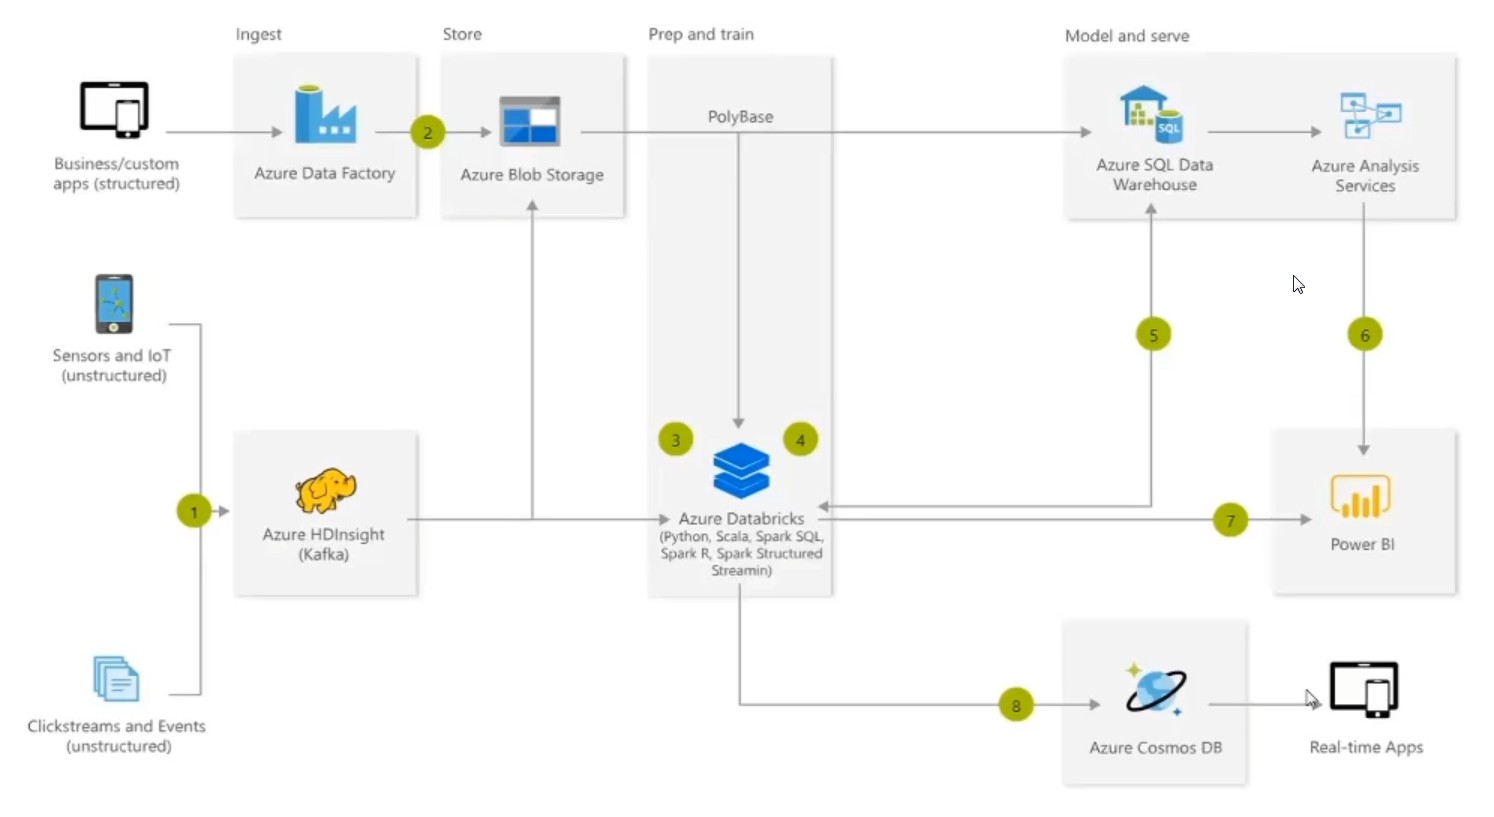 Ingest
Store
Prep and train
Model and serve
Business/custom
apps (structured)
Azure Data Factory
2
Azure Blob Storage
PolyBase
SQL
Azure SQL Data
Warehouse
Azure Analysis
Services
Sensors and IoT
(unstructured)
5
6
1
Azure HDInsight
(Kafka)
3
4
Azure Databricks
(Python, Scala, Spark SQL,
Spark R, Spark Structured
Streamin)
7
Power BI
Clickstreams and Events
(unstructured)
8
Azure Cosmos DB
Real-time Apps